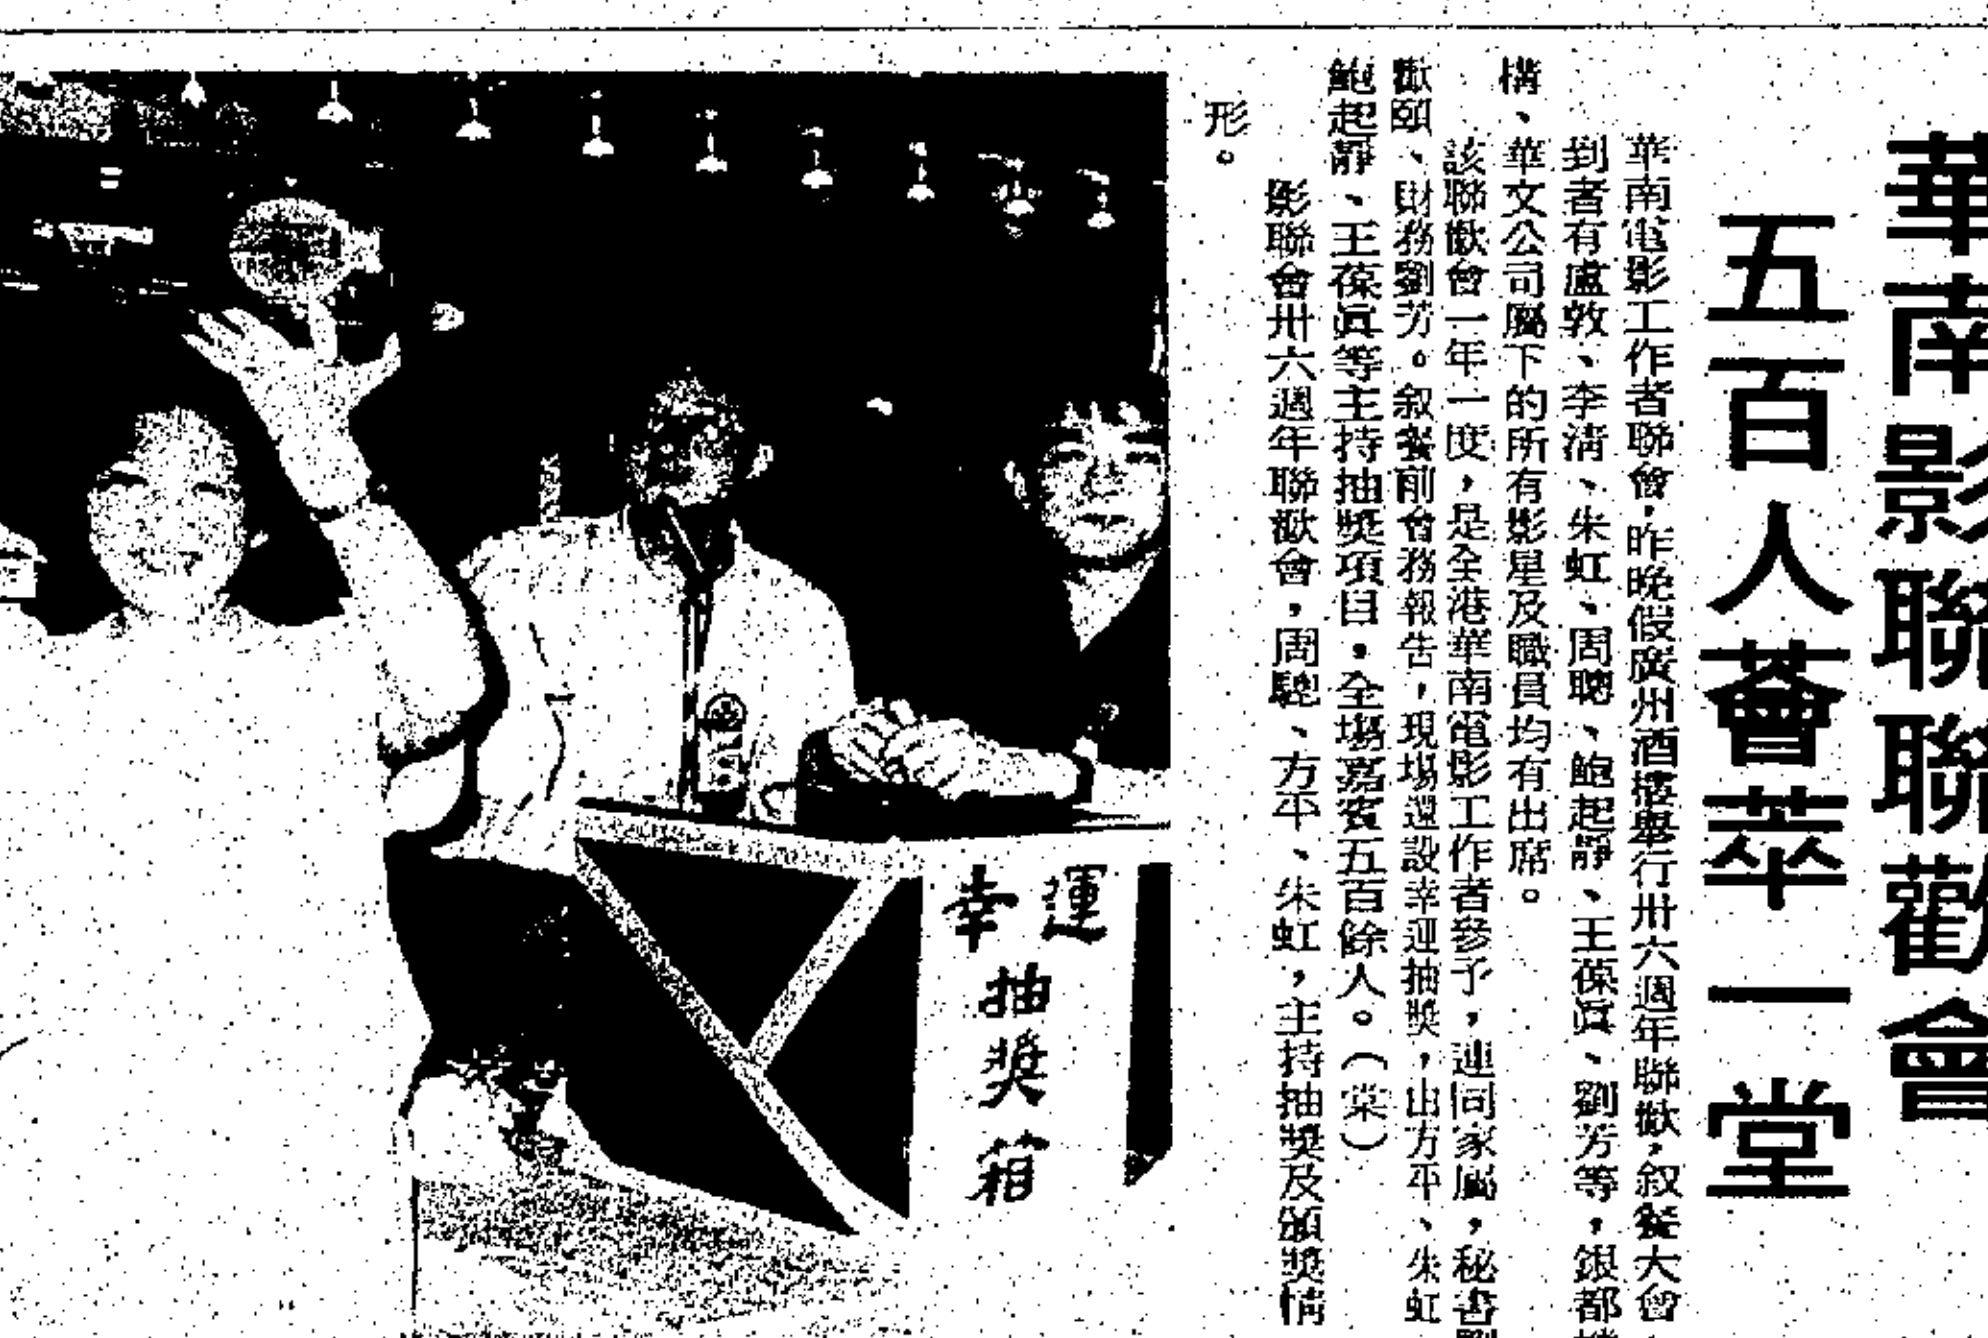 華南影聯聯歡會
五百人薈萃一堂
華南電影工作者聯會，昨晚假廣州酒樓舉行卅六週年聯歡，叙餐大會
到者有盧敦、李清、朱虹、周聰、鮑起靜、王葆眞、劉芳等，銀都機
構、華文公司屬下的所有影星及職員均有出席。
該聯歡會一年一度，是全港華南電影工作者參予，連同家屬，秘書劉
歡頤、財務劉芳。叙餐前會務報告，現場還設幸運抽獎，由方平、朱虹
鮑起靜、王葆眞等主持抽獎項目，全場嘉賓五百餘人。（棠）
影聯會卅六週年聯歡會，周驄、方平、朱虹，主持抽獎及頒獎情
形。
幸運
抽
獎
箱